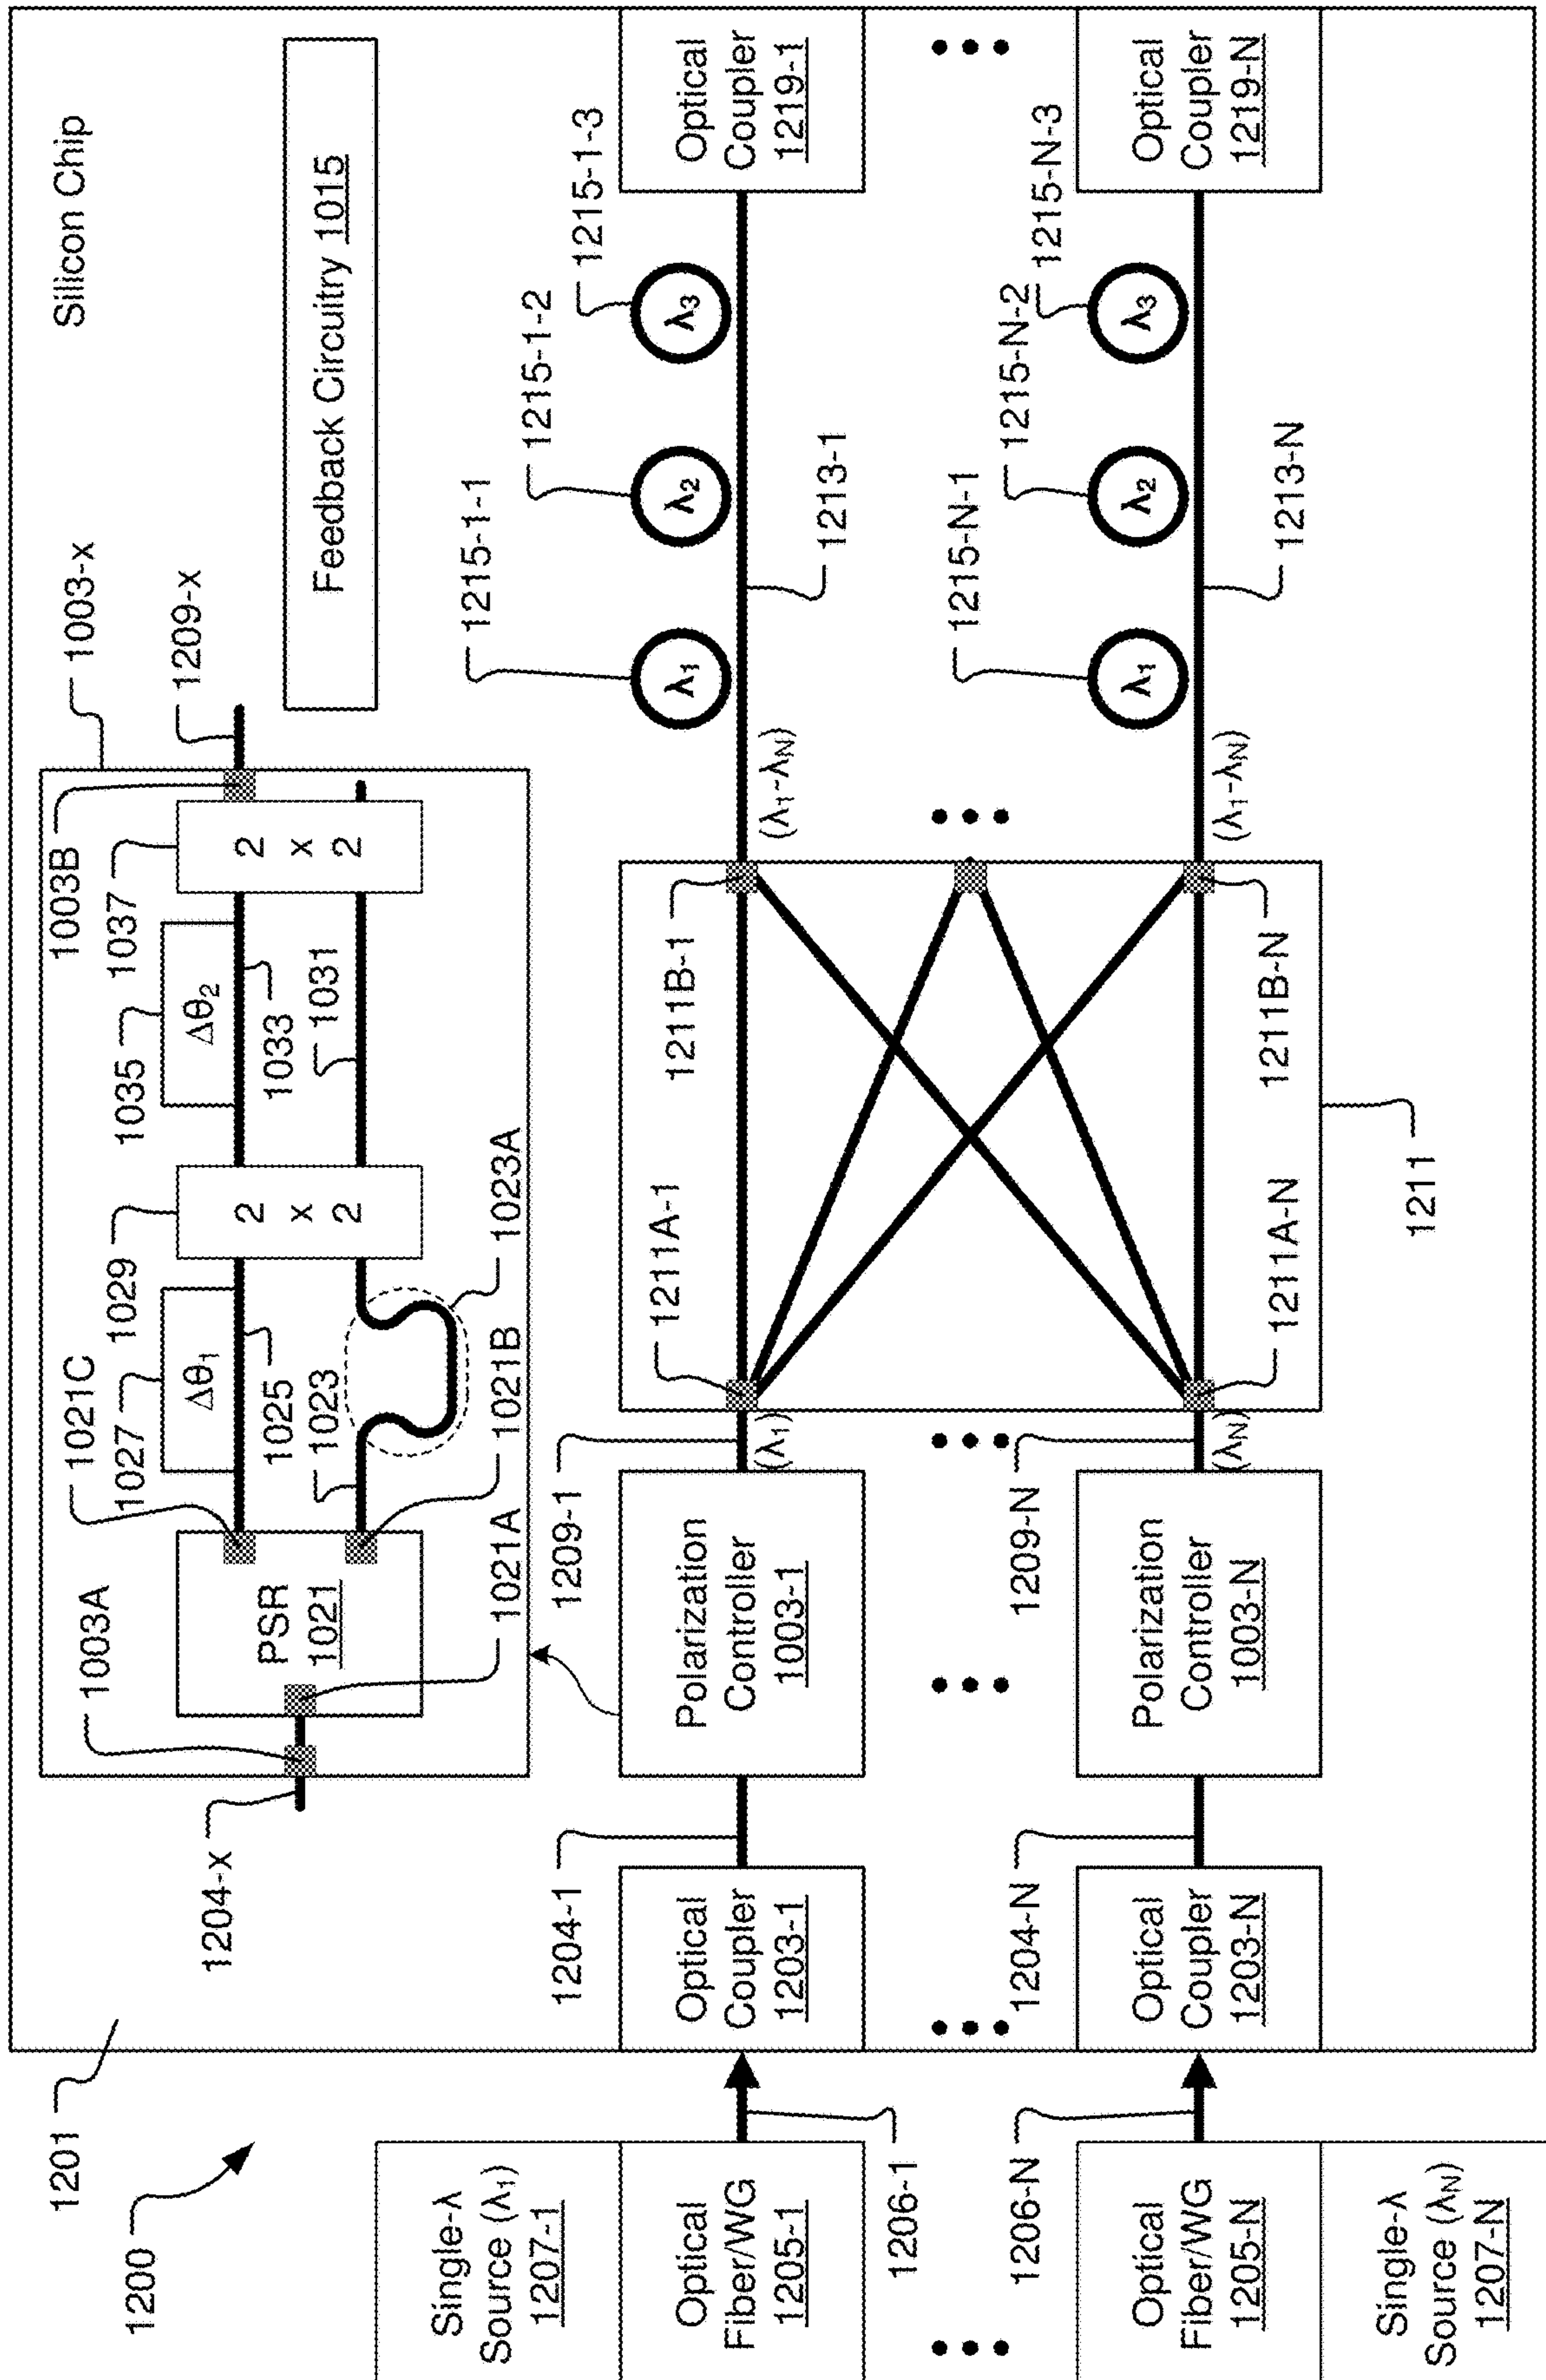 1200
1201
Silicon Chip
1204-x
1003A
PSR
1021
1021A
1021B
1021C
1023
1023A
1025
1027
Δθ₁
1029
2
x
2
1031
1033
1035
Δθ₂
1037
2
x
2
1003B
1003-x
1209-x
Feedback Circuitry 1015
Single-λ
Source (λ₁)
1207-1
Optical
Fiber/WG
1205-1
1206-1
Optical
Coupler
1203-1
1204-1
Polarization
Controller
1003-1
1209-1
(λ₁)
1211A-1
1211B-1
(λ₁-λN)
1215-1-1
λ₁
1215-1-2
λ₂
1215-1-3
λ₃
1213-1
Optical
Coupler
1219-1
1206-N
Optical
Fiber/WG
1205-N
Single-λ
Source (λN)
1207-N
Optical
Coupler
1203-N
1204-N
Polarization
Controller
1003-N
1209-N
(λN)
1211A-N
1211B-N
1211
(λ₁-λN)
1215-N-1
λ₁
1215-N-2
λ₂
1215-N-3
λ₃
1213-N
Optical
Coupler
1219-N